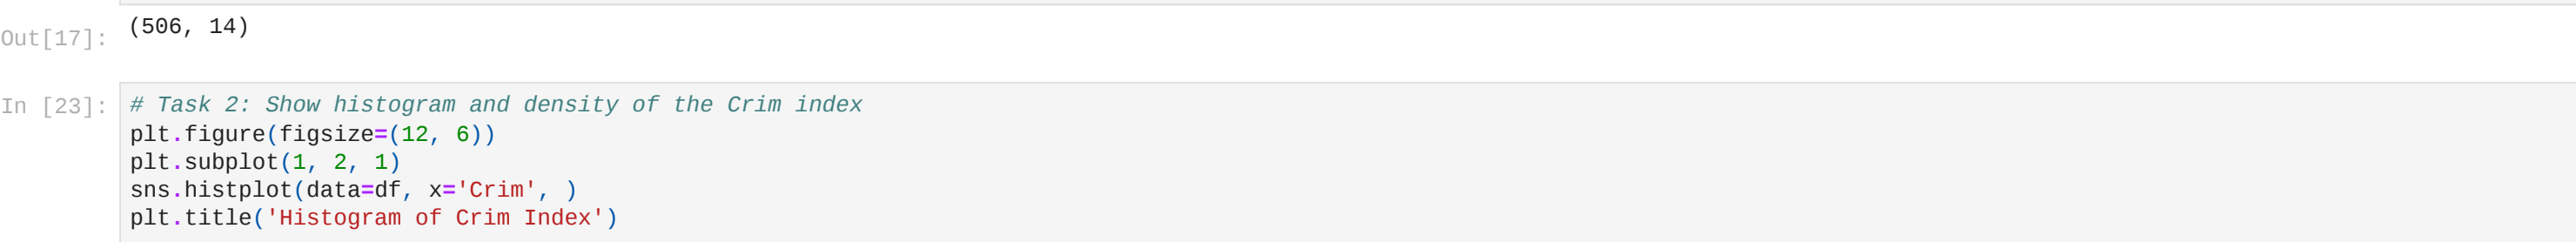 Out[17]: (506, 14)
In [23]: # Task 2: Show histogram and density of the Crim index
plt.figure(figsize=(12, 6))
plt.subplot(1, 2, 1)
sns.histplot(data=df, x='Crim', )
plt.title('Histogram of Crim Index')